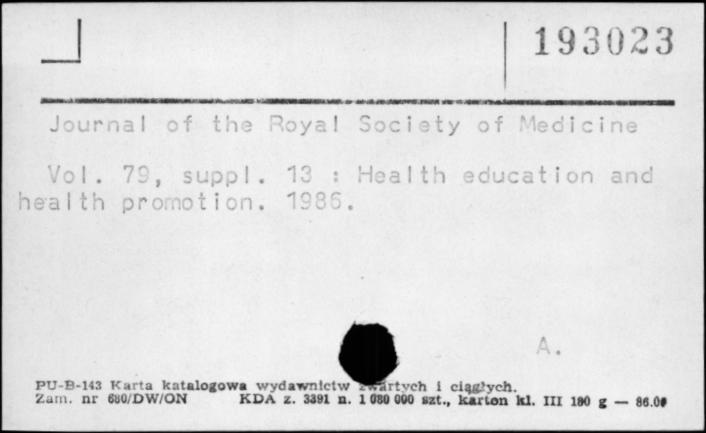 193023
Journal of the Royal Society of Medicine
Vol. 79, suppl. 13 : Health education and
health promotion. 1986.
A.
PU-B-143 Karta katalogowa wydawnictw zwartych i ciągłych.
Zam. nr 680/DW/ON KDA z. 3391 n. 1 080 000 szt., karton kl. III 180 g — 86.0